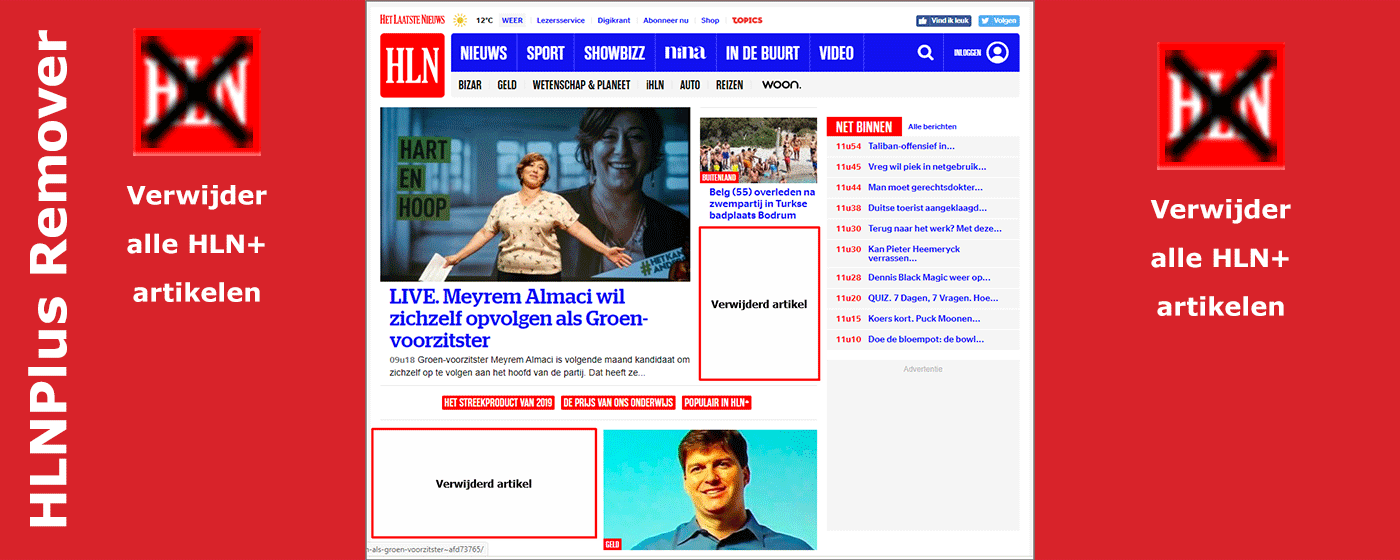 HLNPlus Remover
HLN
Verwijder
alle HLN+
artikelen
HET LAATSTE NIEUWS
12°C WEER Lezersservice Digikrant Abonneer nu Shop TOPICS
Vind ik leuk Volgen
HLN
NIEUWS SPORT SHOWBIZZ nina IN DE BUURT VIDEO INLOGGEN
BIZAR GELD WETENSCHAP & PLANEET iHLN AUTO REIZEN woon.
HART
EN
HOOP
LIVE. Meyrem Almaci wil
zichzelf opvolgen als Groen-
voorzitster
09u18 Groen-voorzitster Meyrem Almaci is volgende maand kandidaat om
zichzelf op te volgen aan het hoofd van de partij. Dat heeft ze...
BUITENLAND
Belg (55) overleden na
zwempartij in Turkse
badplaats Bodrum
Verwijderd artikel
NET BINNEN Alle berichten
11u54 Taliban-offensief in...
11u45 Vreg wil piek in netgebruik...
11u44 Man moet gerechtsdokter...
11u38 Duitse toerist aangeklaagd...
11u30 Terug naar het werk? Met deze...
11u30 Kan Pieter Heemeryck
verrassen...
11u28 Dennis Black Magic weer op...
11u20 QUIZ. 7 Dagen, 7 Vragen. Hoe...
11u15 Koers kort. Puck Moonen...
11u10 Doe de bloempot: de bowl...
Advertentie
HET STREEKPRODUCT VAN 2019 DE PRIJS VAN ONS ONDERWIJS POPULAIR IN HLN+
Verwijderd artikel
GELD
n-als-groen-voorzitster~afd73765/
HLN
Verwijder
alle HLN+
artikelen